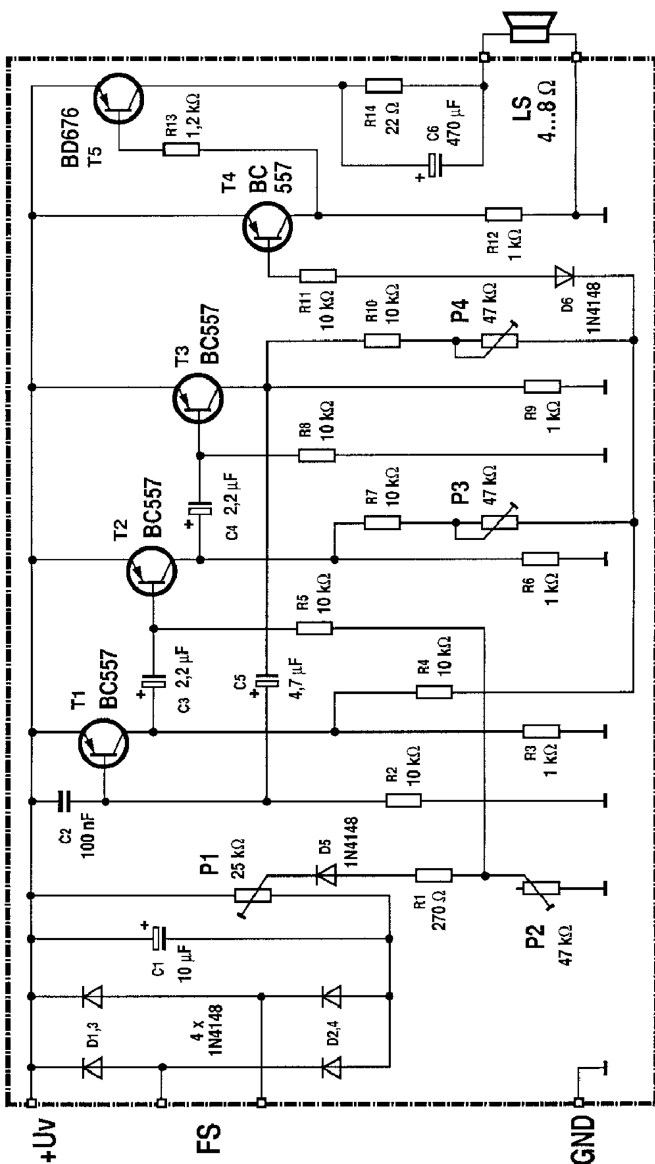 +Uv
FS
GND
D1,3
4 x
1N4148
D2,4
C1
10 µF
P1
25 kΩ
D5
1N4148
R1
270 Ω
P2
47 kΩ
C2
100 nF
T1
BC557
R2
10 kΩ
R3
1 kΩ
C3
2,2 µF
C5
4,7 µF
R4
10 kΩ
T2
BC557
R5
10 kΩ
R6
1 kΩ
C4
2,2 µF
R7
10 kΩ
P3
47 kΩ
T3
BC557
R8
10 kΩ
R9
1 kΩ
R10
10 kΩ
P4
47 kΩ
R11
10 kΩ
D6
1N4148
T4
BC
557
R12
1 kΩ
BD676
T5
R13
1,2 kΩ
R14
22 Ω
C6
470 µF
LS
4...8 Ω
+
+
+
+
+